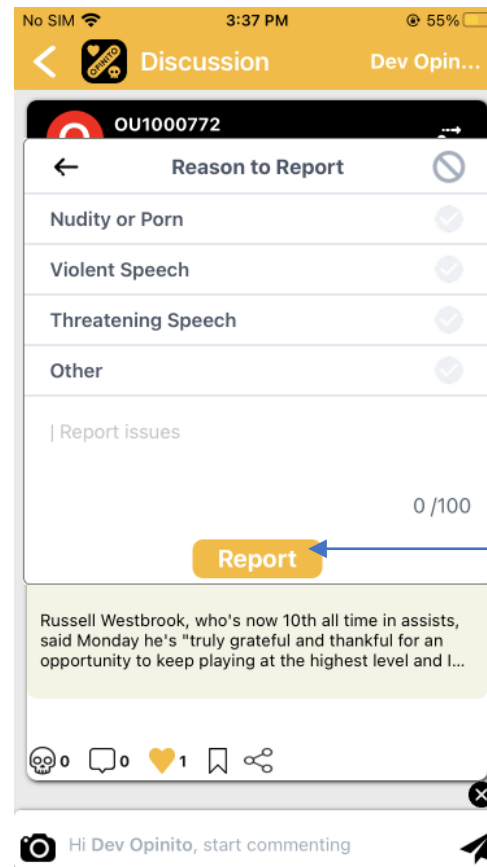 No SIM 3:37 PM 55%
OPINITO Discussion Dev Opin...
OU1000772
Reason to Report
Nudity or Porn
Violent Speech
Threatening Speech
Other
| Report issues
0 /100
Report
Russell Westbrook, who's now 10th all time in assists,
said Monday he's "truly grateful and thankful for an
opportunity to keep playing at the highest level and I...
0 0 1
Hi Dev Opinito, start commenting